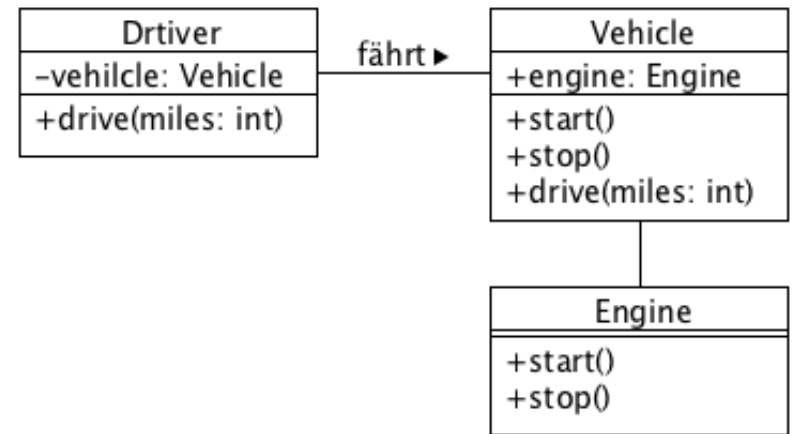 Drtiver
-vehilcle: Vehicle
+drive(miles: int)
fährt ▸
Vehicle
+engine: Engine
+start()
+stop()
+drive(miles: int)
Engine
+start()
+stop()